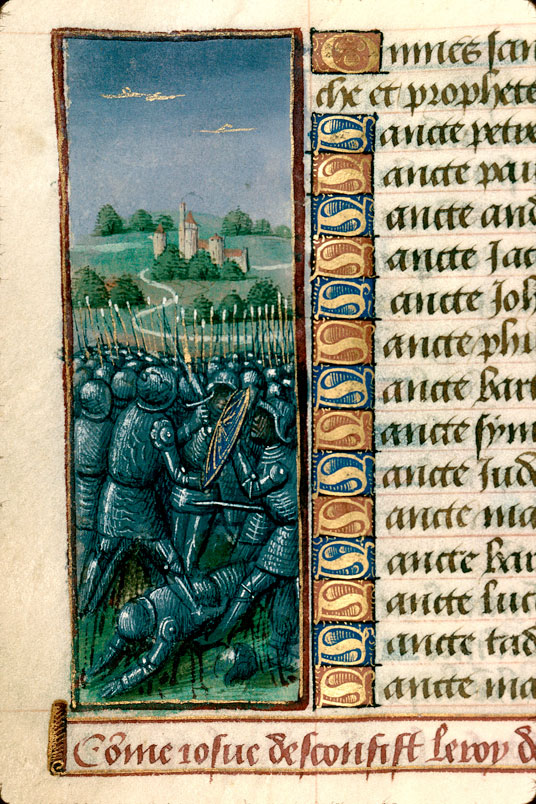 Omnes san
che et prophete
Sancte petre
Sancte pau
Sancte and
Sancte Jac
Sancte Joh
Sancte phi
Sancte bart
Sancte sym
Sancte Jud
Sancte ma
Sancte bar
Sancte luc
Sancte tad
Sancte ma
Cõme iosue desconfist le roy d